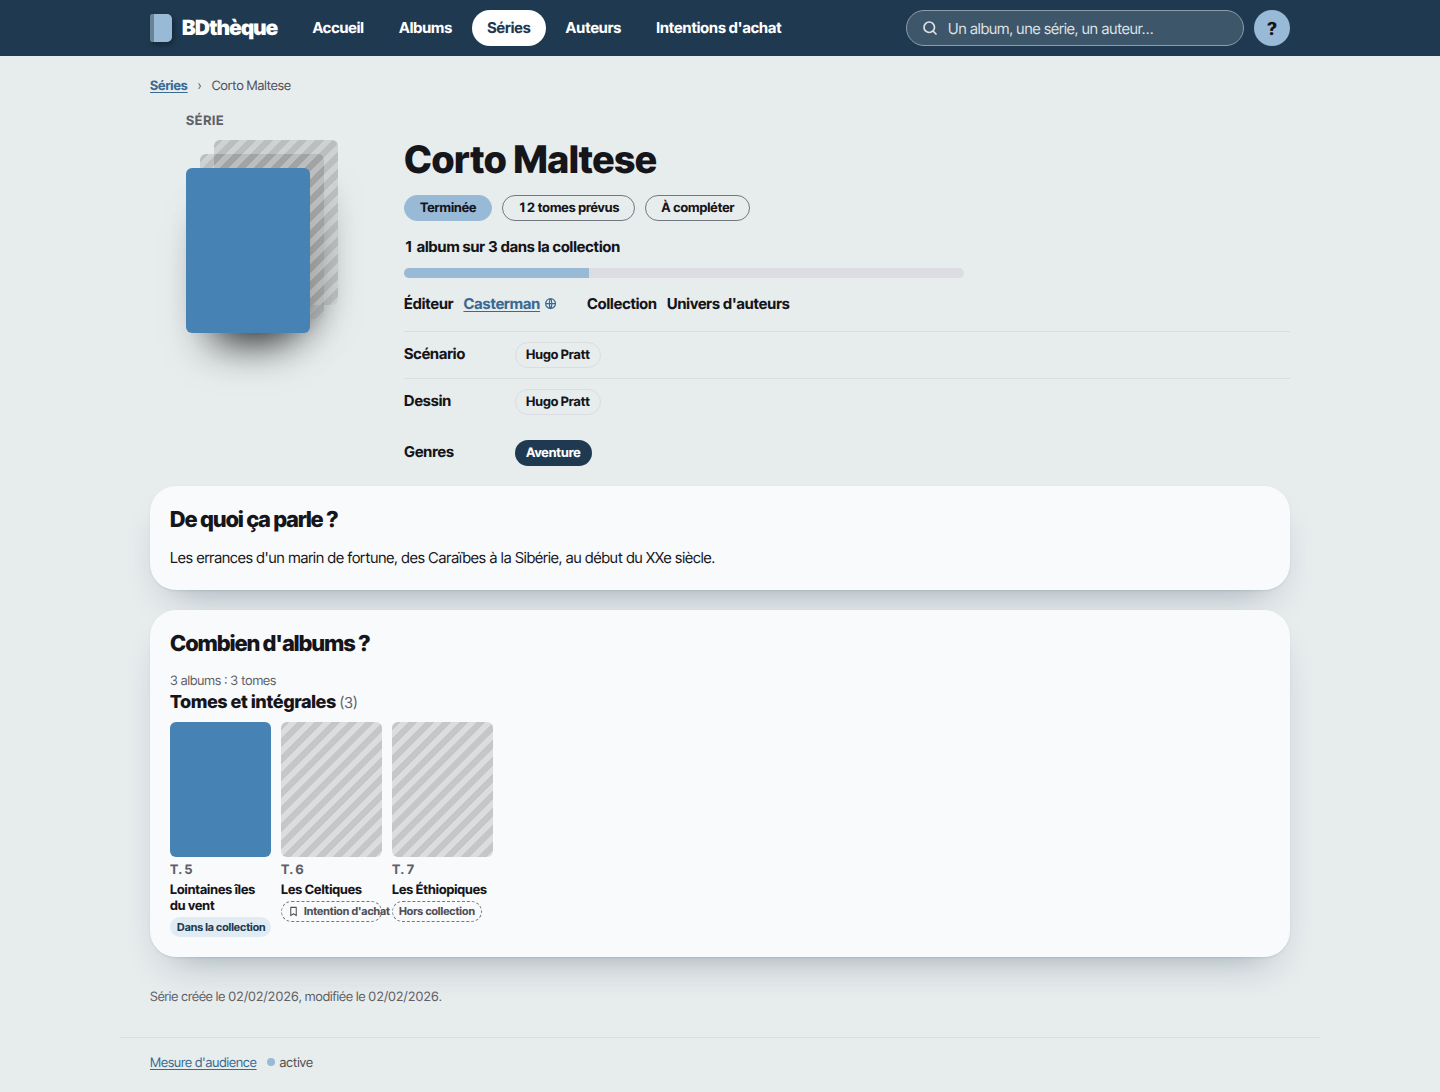 BDthèque
Accueil
Albums
Séries
Auteurs
Intentions d'achat
Un album, une série, un auteur...
?
Séries › Corto Maltese
SÉRIE
Corto Maltese
Terminée
12 tomes prévus
À compléter
1 album sur 3 dans la collection
Éditeur Casterman
Collection Univers d'auteurs
Scénario Hugo Pratt
Dessin Hugo Pratt
Genres Aventure
De quoi ça parle ?
Les errances d'un marin de fortune, des Caraïbes à la Sibérie, au début du XXe siècle.
Combien d'albums ?
3 albums : 3 tomes
Tomes et intégrales (3)
T. 5
Lointaines îles
du vent
Dans la collection
T. 6
Les Celtiques
Intention d'achat
T. 7
Les Éthiopiques
Hors collection
Série créée le 02/02/2026, modifiée le 02/02/2026.
Mesure d'audience active